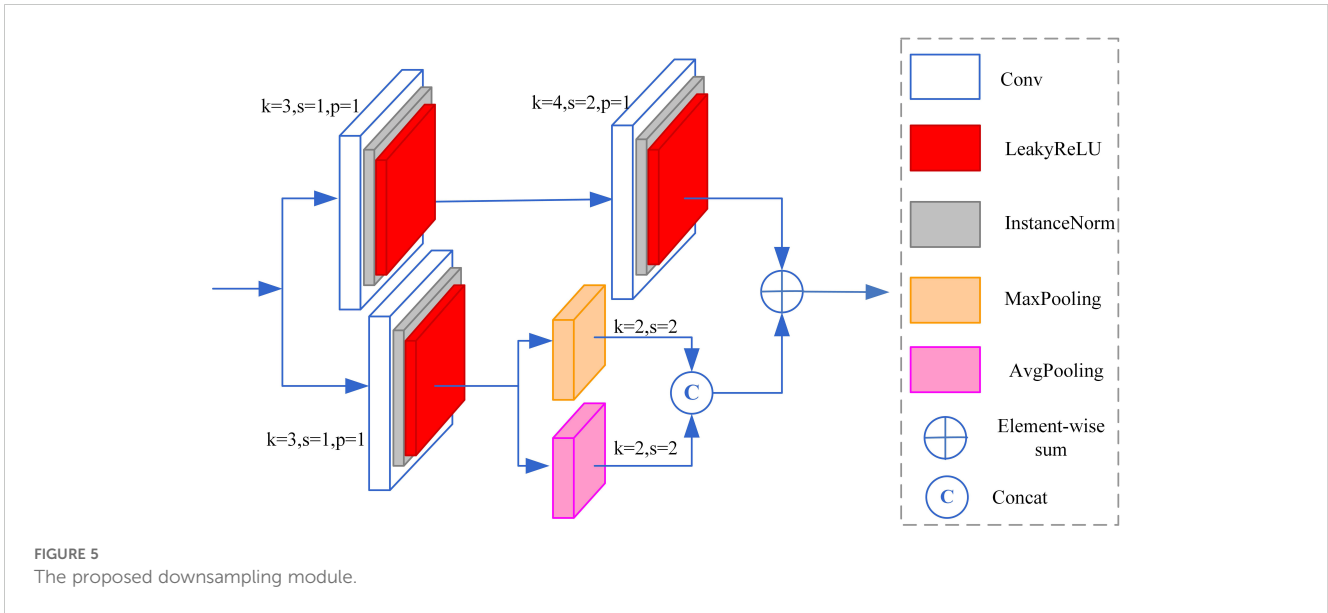 k=3,s=1,p=1
k=4,s=2,p=1
k=3,s=1,p=1
k=2,s=2
C
k=2,s=2
Conv
LeakyReLU
InstanceNorm
MaxPooling
AvgPooling
Element-wise
sum
C
Concat
FIGURE 5
The proposed downsampling module.